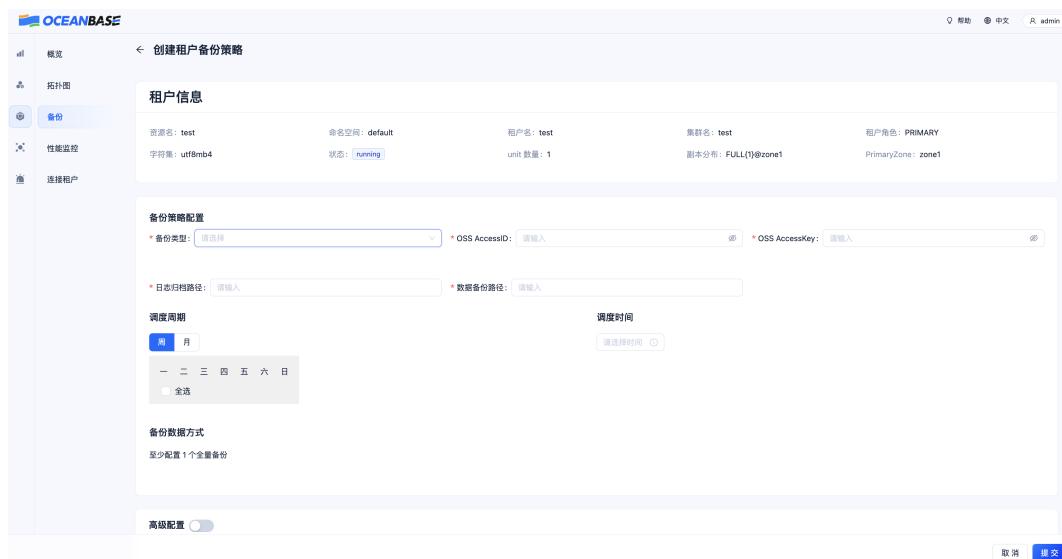 OCEANBASE
帮助 中文 admin
概览
拓扑图
备份
性能监控
连接租户
← 创建租户备份策略
租户信息
资源名: test 命名空间: default 租户名: test 集群名: test 租户角色: PRIMARY
字符集: utf8mb4 状态: running unit 数量: 1 副本分布: FULL{1}@zone1 PrimaryZone: zone1
备份策略配置
* 备份类型: 请选择 * OSS AccessID: 请输入 * OSS AccessKey: 请输入
* 日志归档路径: 请输入 * 数据备份路径: 请输入
调度周期 调度时间
周 月 请选择时间
一 二 三 四 五 六 日
全选
备份数据方式
至少配置 1 个全量备份
高级配置
取 消 提 交